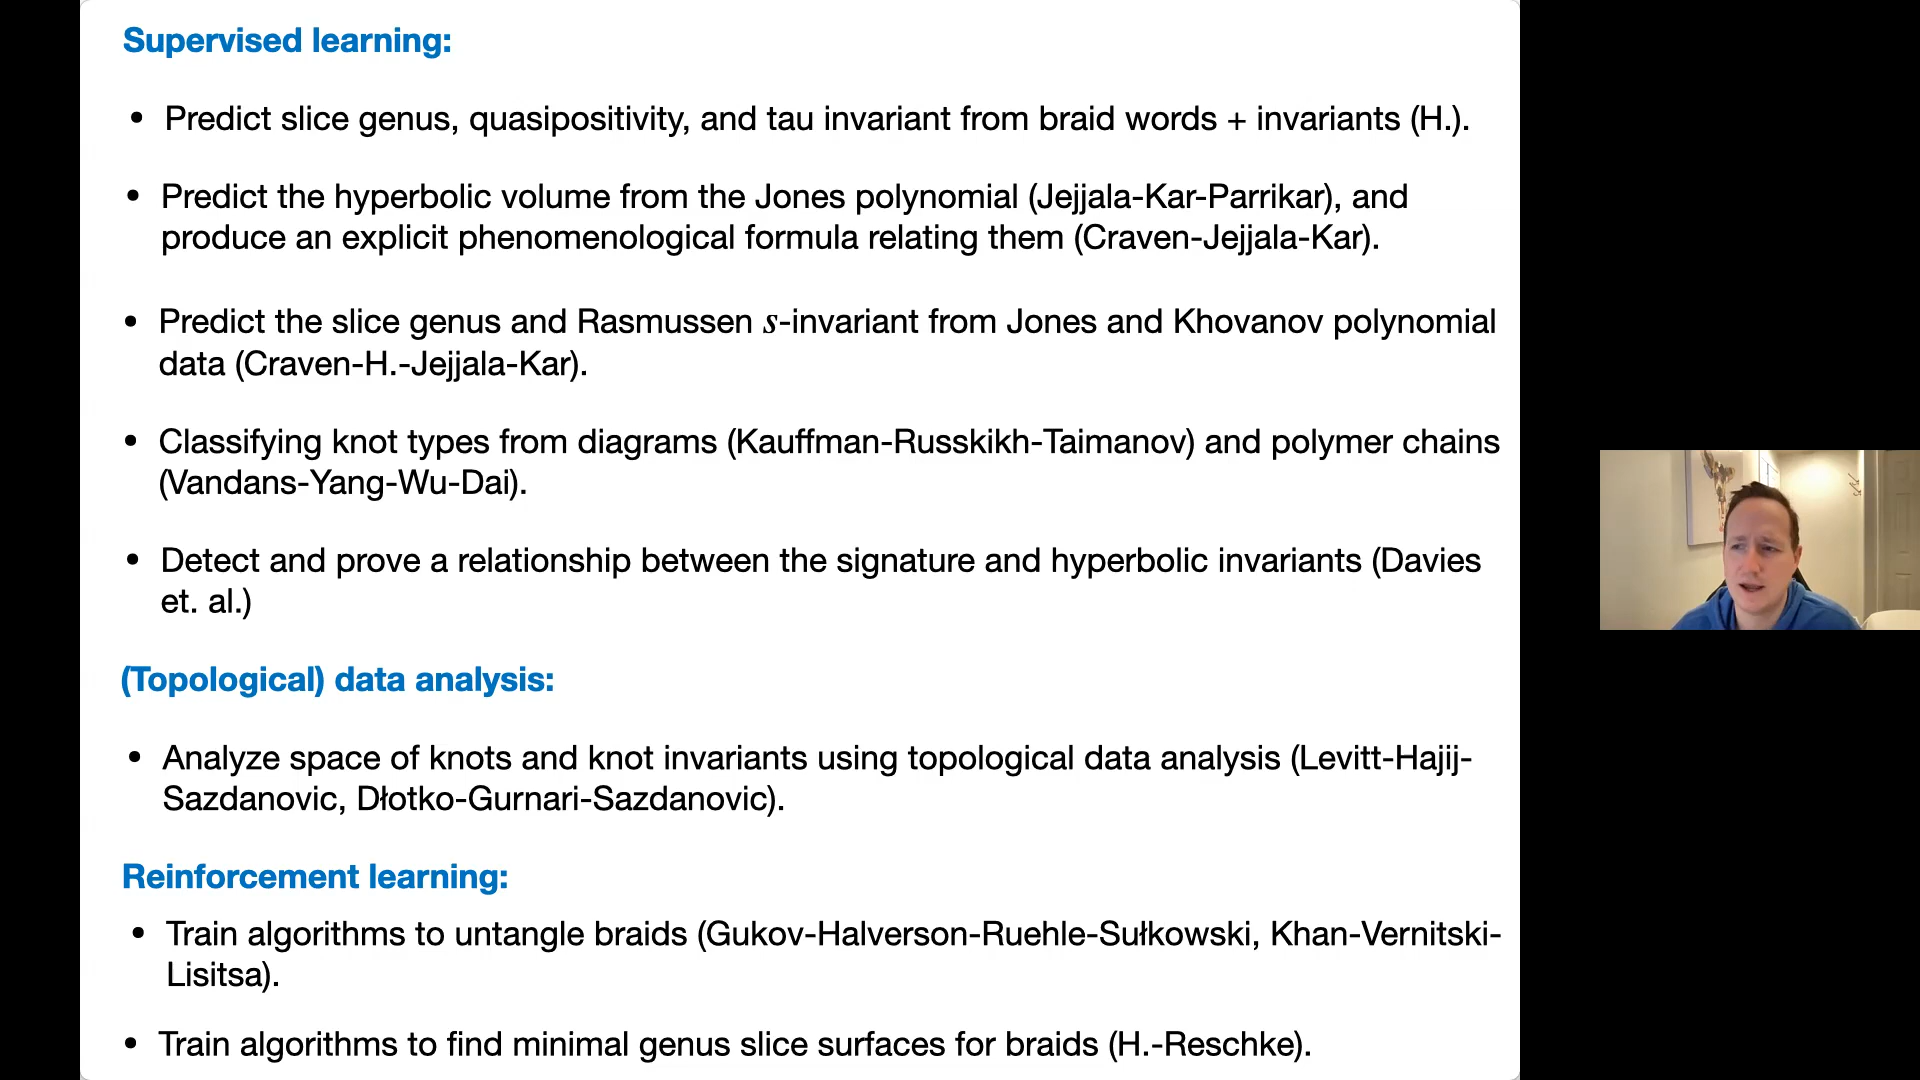 Supervised learning:
• Predict slice genus, quasipositivity, and tau invariant from braid words + invariants (H.).
• Predict the hyperbolic volume from the Jones polynomial (Jejjala-Kar-Parrikar), and
produce an explicit phenomenological formula relating them (Craven-Jejjala-Kar).
• Predict the slice genus and Rasmussen s-invariant from Jones and Khovanov polynomial
data (Craven-H.-Jejjala-Kar).
• Classifying knot types from diagrams (Kauffman-Russkikh-Taimanov) and polymer chains
(Vandans-Yang-Wu-Dai).
• Detect and prove a relationship between the signature and hyperbolic invariants (Davies
et. al.)
(Topological) data analysis:
• Analyze space of knots and knot invariants using topological data analysis (Levitt-Hajij-
Sazdanovic, Dłotko-Gurnari-Sazdanovic).
Reinforcement learning:
• Train algorithms to untangle braids (Gukov-Halverson-Ruehle-Sułkowski, Khan-Vernitski-
Lisitsa).
• Train algorithms to find minimal genus slice surfaces for braids (H.-Reschke).